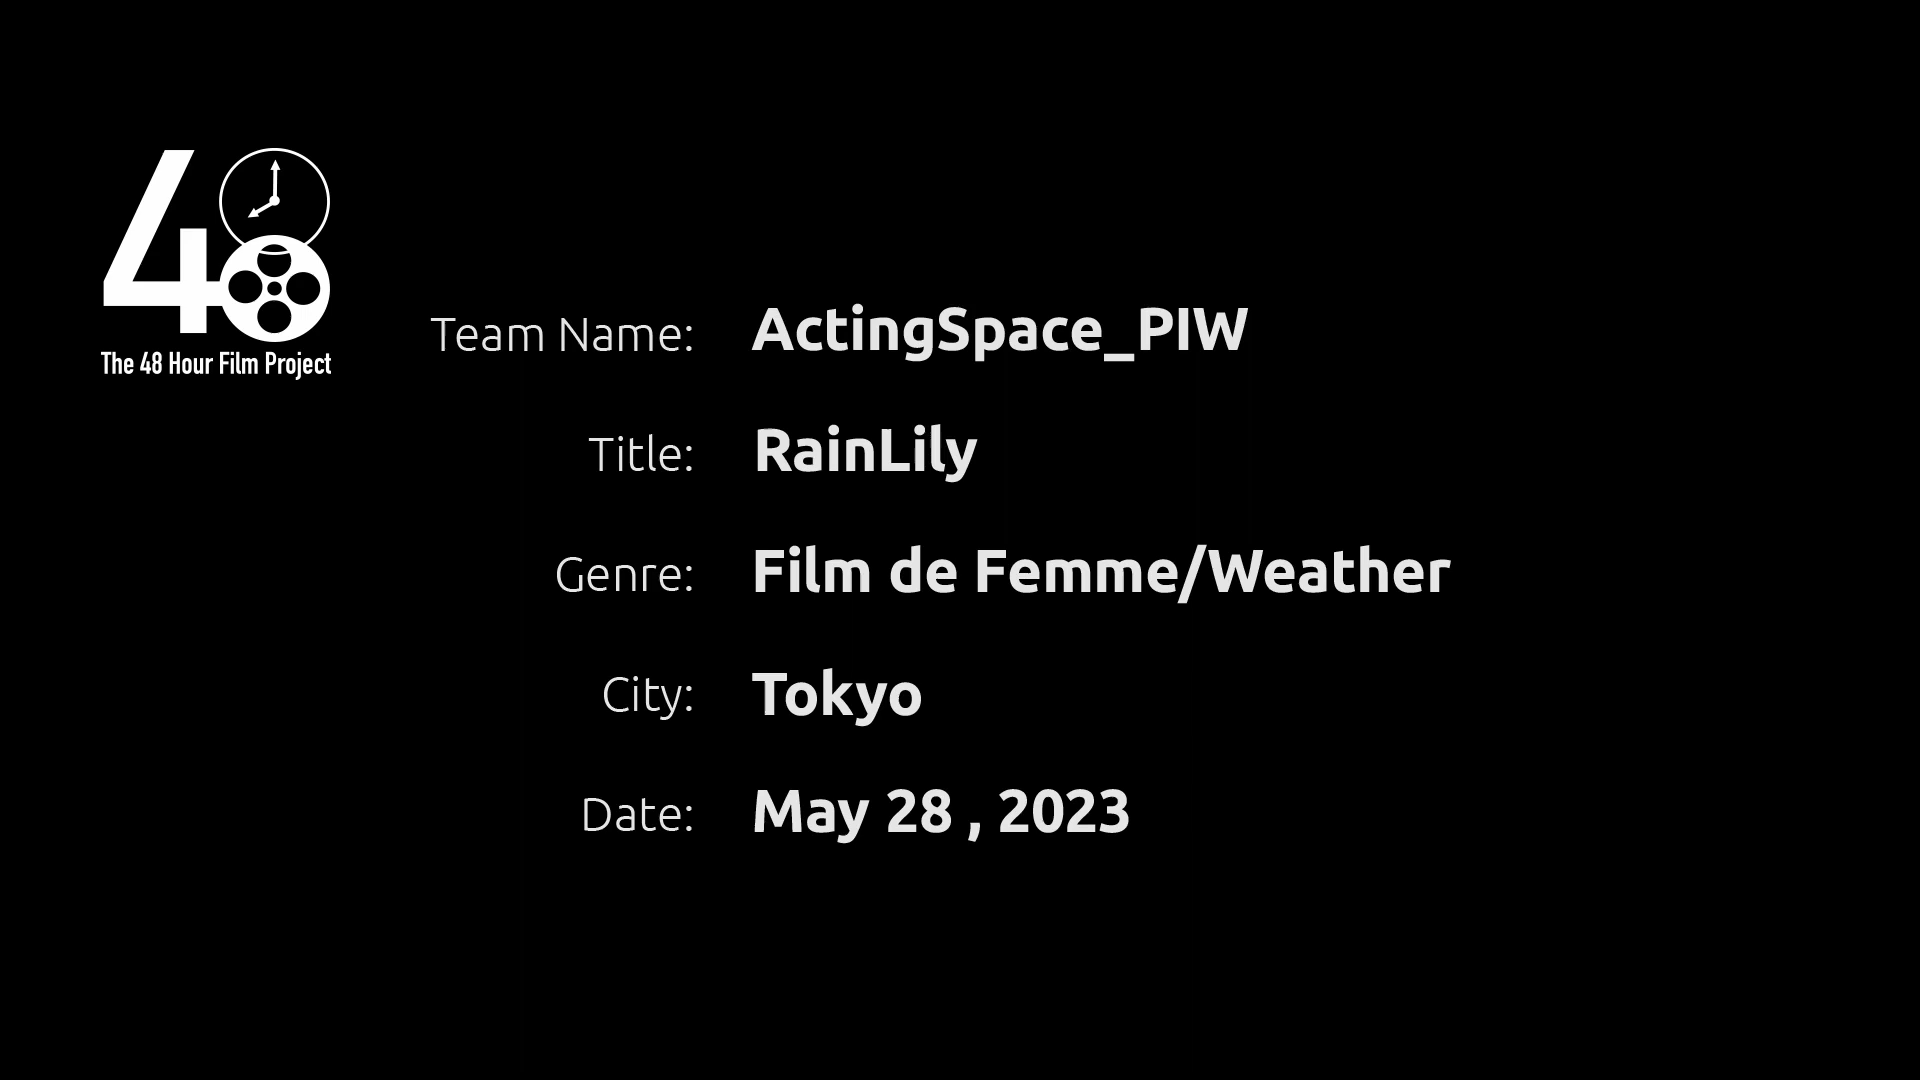 48
The 48 Hour Film Project
Team Name: ActingSpace_PIW
Title: RainLily
Genre: Film de Femme/Weather
City: Tokyo
Date: May 28 , 2023